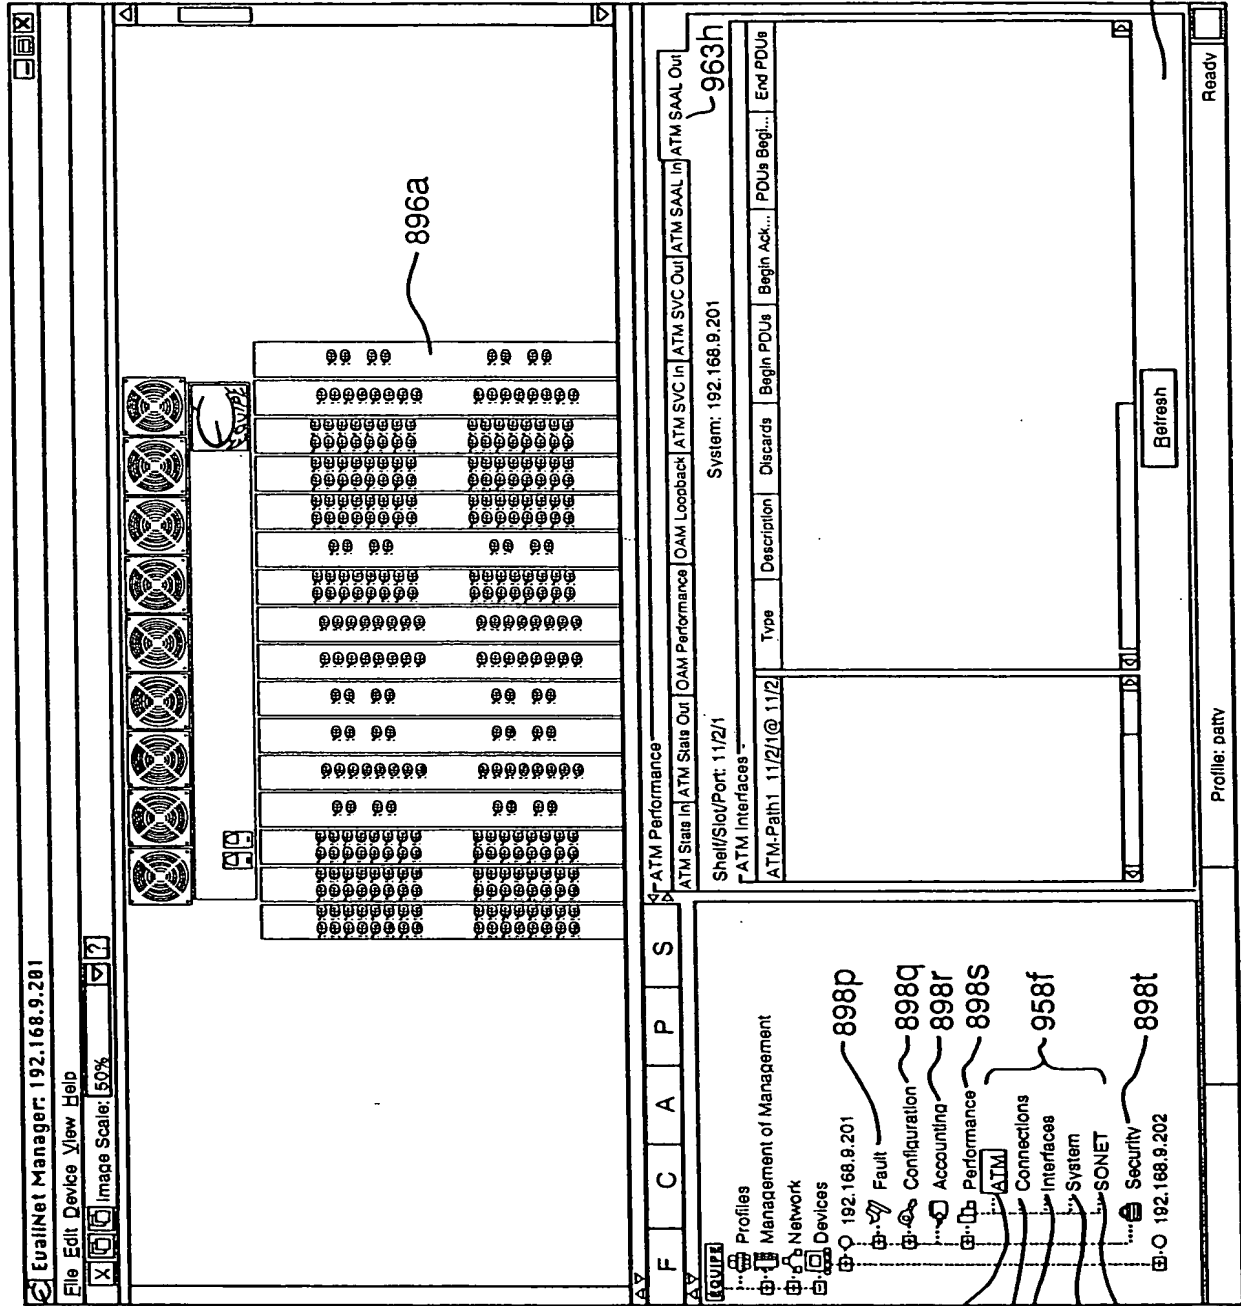 EquiNet Manager: 192.168.9.201
File Edit Device View Help
X Image Scale: 50% ?
896a
F C A P S
EQUIPE
Profiles
Management of Management
Network
Devices
192.168.9.201
Fault
Configuration
Accounting
Performance
ATM
Connections
Interfaces
System
SONET
Security
192.168.9.202
898p
898q
898r
898s
958f
898t
ATM Performance
ATM Stats In ATM Stats Out OAM Performance OAM Loopback ATM SVC In ATM SVC Out ATM SAAL In ATM SAAL Out
963h
Shelf/Slot/Port: 11/2/1 System: 192.168.9.201
ATM Interfaces
ATM-Path1 11/2/1@ 11/2 Type Description Discards Begin PDUs Begin Ack... PDUs Begi... End PDUs
Refresh
Profile: patty Ready